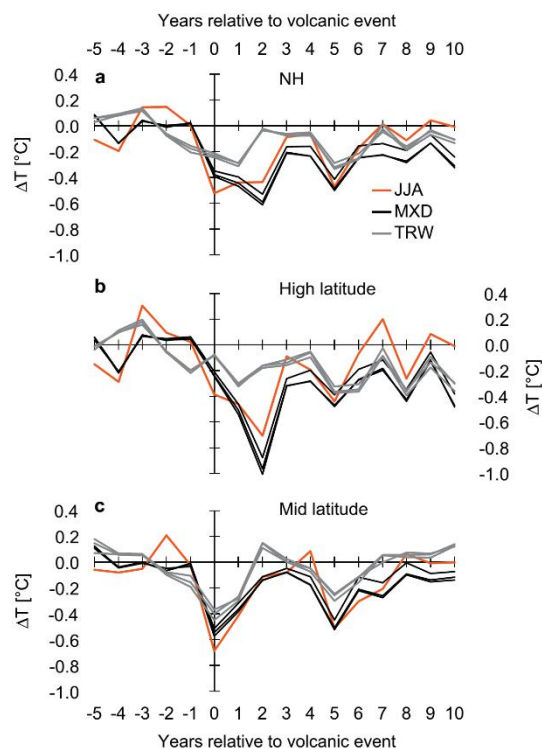 Years relative to volcanic event
-5 -4 -3 -2 -1 0 1 2 3 4 5 6 7 8 9 10
a
NH
0.4
0.2
-0.0
-0.2
-0.4
-0.6
-0.8
-1.0
ΔT [°C]
JJA
MXD
TRW
b
High latitude
0.4
0.2
-0.0
-0.2
-0.4
-0.6
-0.8
-1.0
ΔT [°C]
c
Mid latitude
0.4
0.2
-0.0
-0.2
-0.4
-0.6
-0.8
-1.0
ΔT [°C]
-5 -4 -3 -2 -1 0 1 2 3 4 5 6 7 8 9 10
Years relative to volcanic event